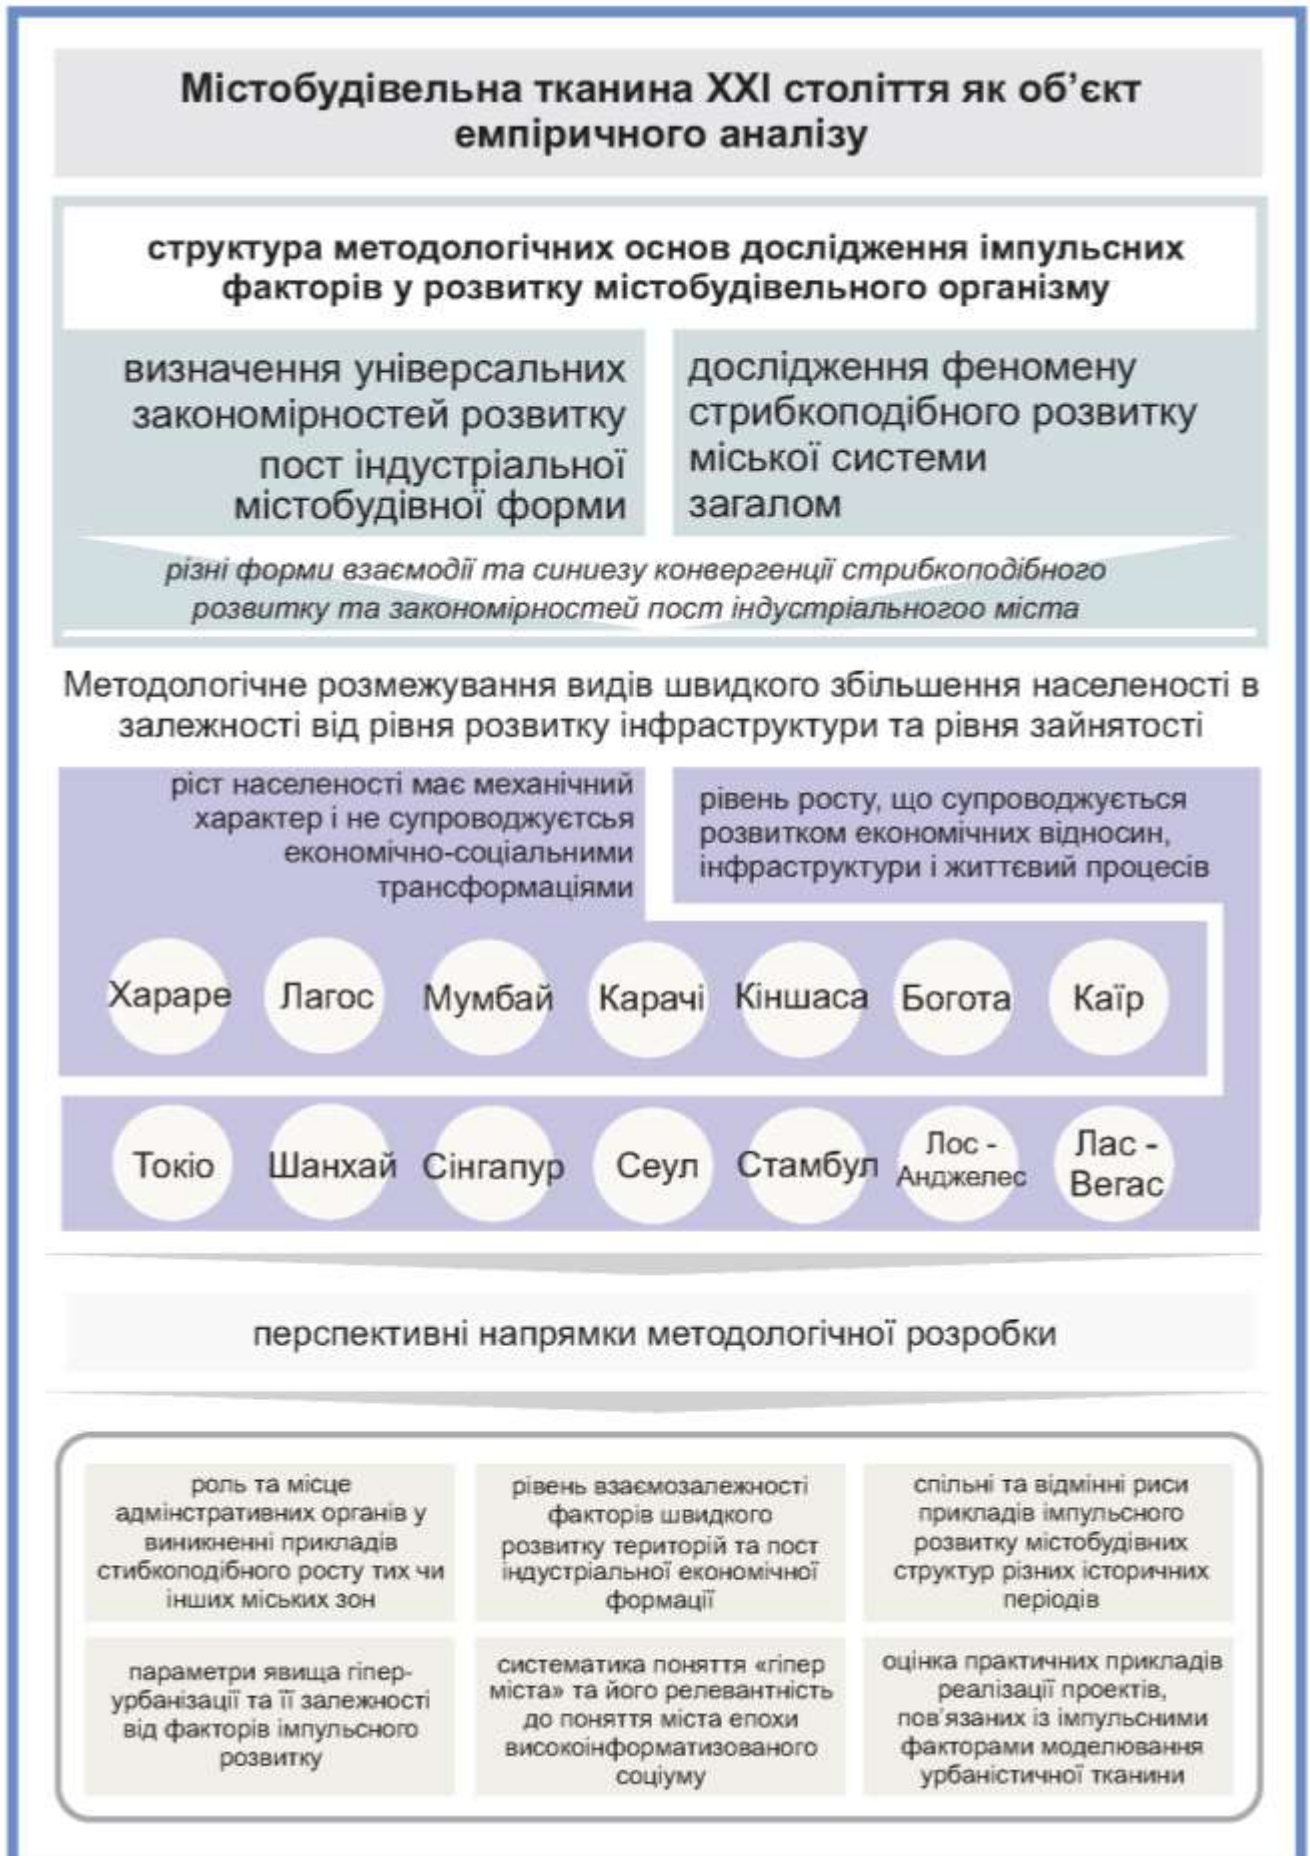 Містобудівельна тканина ХХІ століття як об’єкт
емпіричного аналізу
структура методологічних основ дослідження імпульсних
факторів у розвитку містобудівельного організму
визначення універсальних
закономірностей розвитку
пост індустріальної
містобудівної форми
дослідження феномену
стрибкоподібного розвитку
міської системи
загалом
різні форми взаємодії та синиезу конвергенції стрибкоподібного
розвитку та закономірностей пост індустріальногоо міста
Методологічне розмежування видів швидкого збільшення населеності в
залежності від рівня розвитку інфраструктури та рівня зайнятості
ріст населеності має механічний
характер і не супроводжуєтсья
економічно-соціальними
трансформаціями
рівень росту, що супроводжується
розвитком економічних відносин,
інфраструктури і життєвий процесів
Хараре Лагос Мумбай Карачі Кіншаса Богота Каїр
Токіо Шанхай Сінгапур Сеул Стамбул Лос -
Анджелес
Лас -
Вегас
перспективні напрямки методологічної розробки
роль та місце
адмінстративних органів у
виникненні прикладів
стибкоподібного росту тих чи
інших міських зон
рівень взаємозалежності
факторів швидкого
розвитку територій та пост
індустріальної економічної
формації
спільні та відмінні риси
прикладів імпульсного
розвитку містобудівних
структур різних історичних
періодів
параметри явища гіпер-
урбанізації та її залежності
від факторів імпульсного
розвитку
систематика поняття «гіпер
міста» та його релевантність
до поняття міста епохи
високоінформатизованого
соціуму
оцінка практичних прикладів
реалізації проектів,
пов’язаних із імпульсними
факторами моделювання
урбаністичної тканини